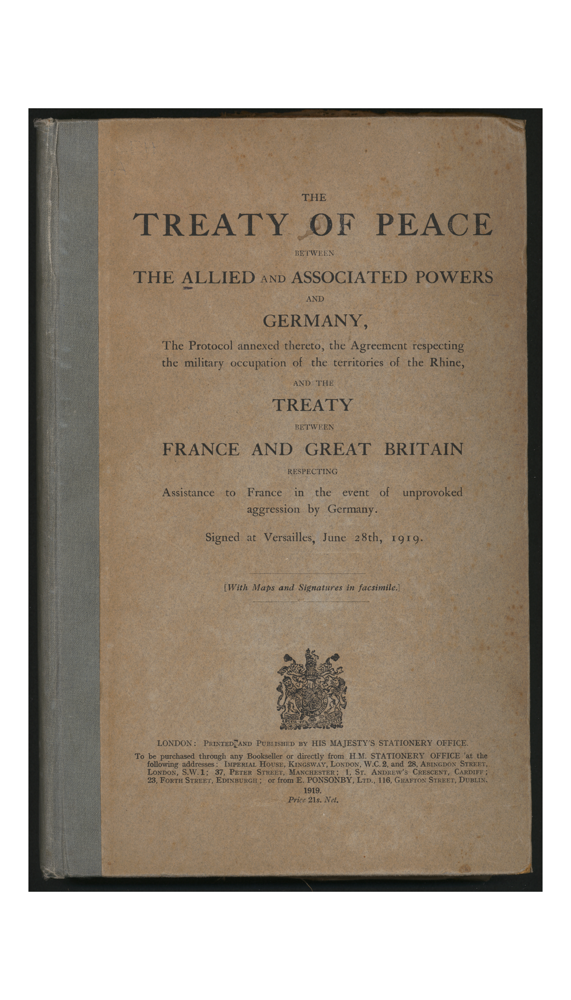 THE
TREATY OF PEACE
BETWEEN
THE ALLIED AND ASSOCIATED POWERS
AND
GERMANY,
The Protocol annexed thereto, the Agreement respecting
the military occupation of the territories of the Rhine,
AND THE
TREATY
BETWEEN
FRANCE AND GREAT BRITAIN
RESPECTING
Assistance to France in the event of unprovoked
aggression by Germany.
Signed at Versailles, June 28th, 1919.
[With Maps and Signatures in facsimile.]
Dieu et mon droit
LONDON: PRINTED AND PUBLISHED BY HIS MAJESTY'S STATIONERY OFFICE.
To be purchased through any Bookseller or directly from H.M. STATIONERY OFFICE at the
following addresses: IMPERIAL HOUSE, KINGSWAY, LONDON, W.C. 2, and 28, ABINGDON STREET,
LONDON, S.W. 1; 37, PETER STREET, MANCHESTER; 1, ST. ANDREW'S CRESCENT, CARDIFF;
23, FORTH STREET, EDINBURGH; or from E. PONSONBY, LTD., 116, GRAFTON STREET, DUBLIN.
1919.
Price 21s. Net.